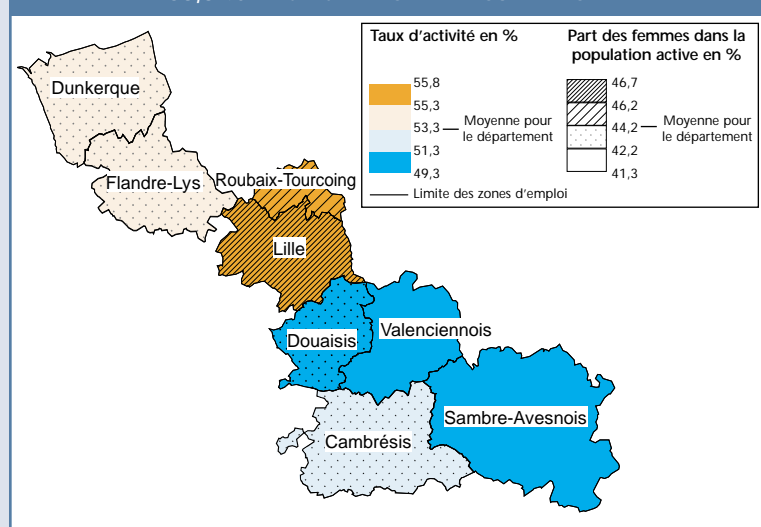 Taux d'activité en %
55,8
55,3
53,3
51,3
49,3
Moyenne pour
le département
Part des femmes dans la
population active en %
46,7
46,2
44,2
42,2
41,3
Moyenne pour
le département
Limite des zones d'emploi
Dunkerque
Flandre-Lys
Roubaix-Tourcoing
Lille
Douaisis
Valenciennois
Cambrésis
Sambre-Avesnois